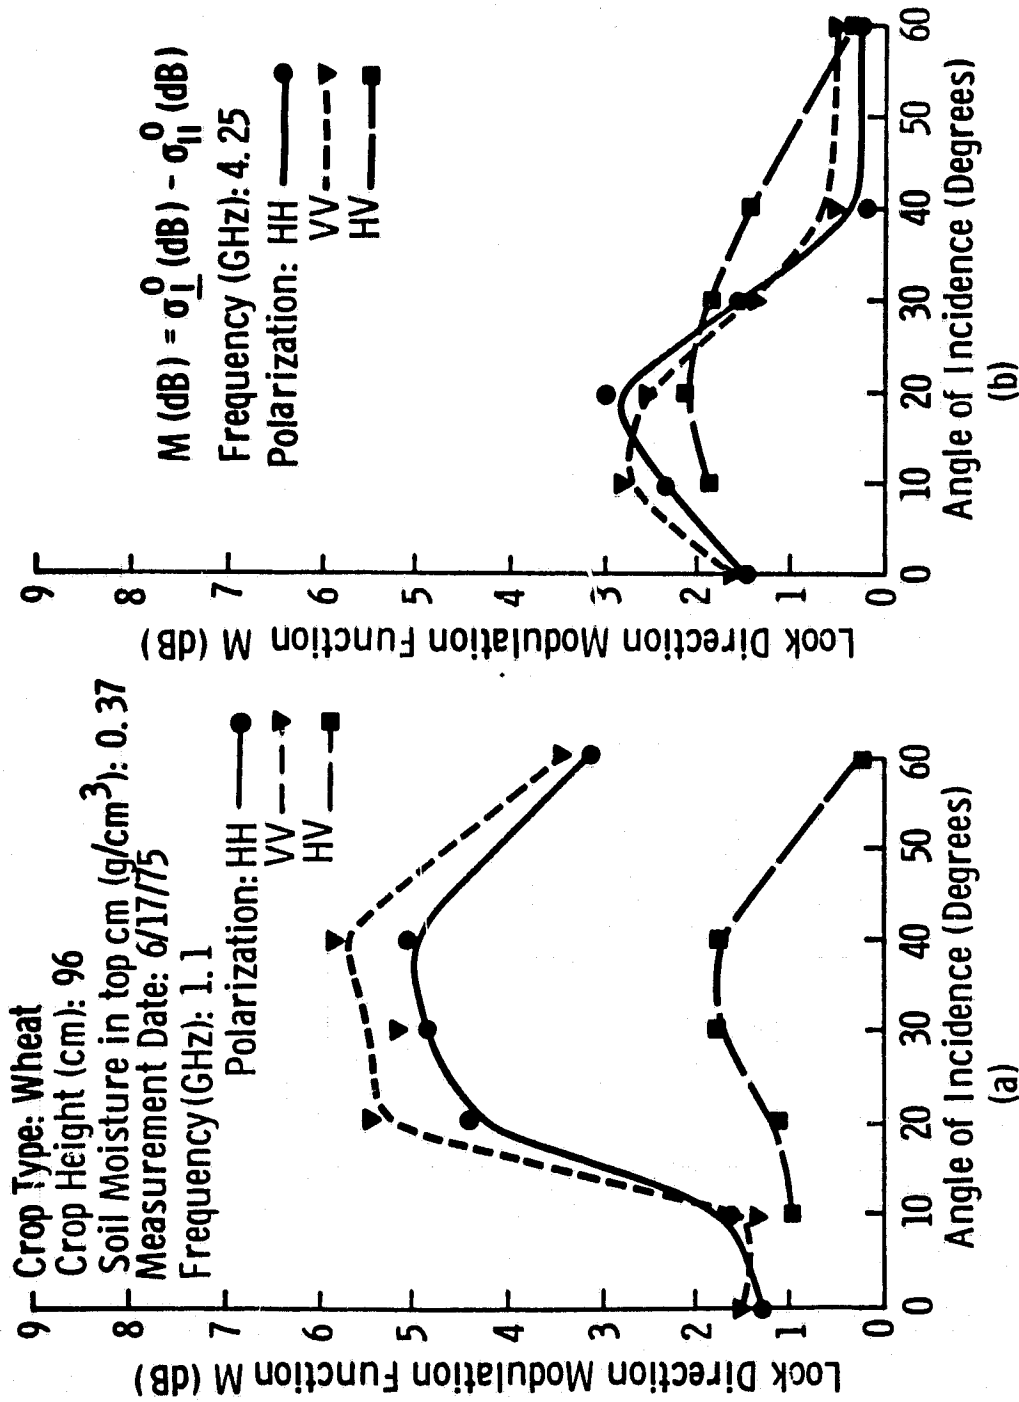 Crop Type: Wheat
Crop Height (cm): 96
Soil Moisture in top cm (g/cm³): 0.37
Measurement Date: 6/17/75
Frequency (GHz): 1.1
Polarization: HH
VV
HV
Look Direction Modulation Function M (dB)
9
8
7
6
5
4
3
2
1
0
0 10 20 30 40 50 60
Angle of Incidence (Degrees)
(a)
M (dB) = σ⊥⁰ (dB) - σ||⁰ (dB)
Frequency (GHz): 4.25
Polarization: HH
VV
HV
Look Direction Modulation Function M (dB)
9
8
7
6
5
4
3
2
1
0
0 10 20 30 40 50 60
Angle of Incidence (Degrees)
(b)